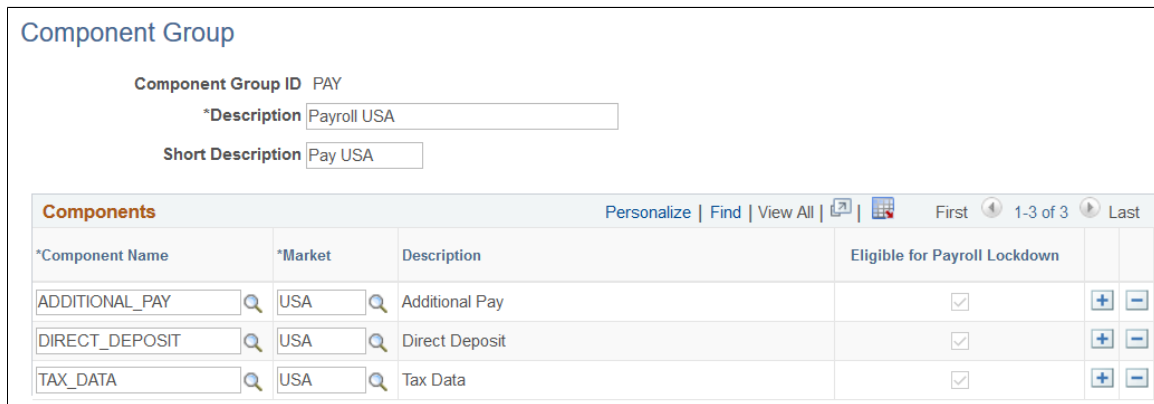 Component Group
Component Group ID PAY
*Description Payroll USA
Short Description Pay USA
Components Personalize | Find | View All | | First 1-3 of 3 Last
*Component Name *Market Description Eligible for Payroll Lockdown
ADDITIONAL_PAY USA Additional Pay
DIRECT_DEPOSIT USA Direct Deposit
TAX_DATA USA Tax Data